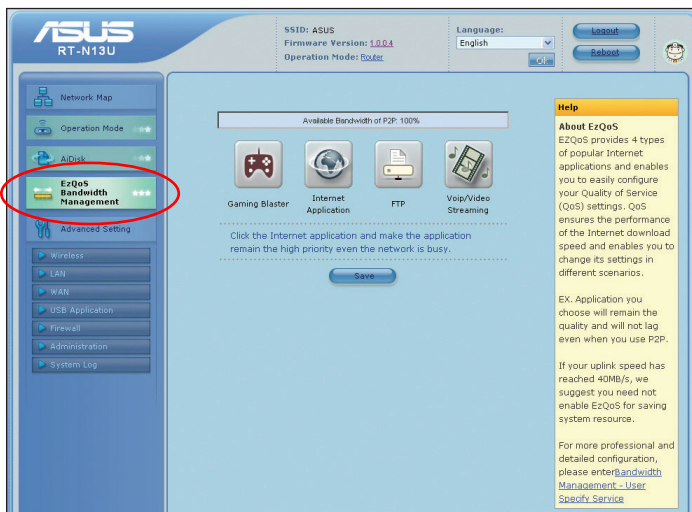 ASUS
RT-N13U
SSID: ASUS
Firmware Version: 1.0.0.4
Operation Mode: Router
Language:
English
OK
Logout
Reboot
Network Map
Operation Mode
AiDisk
EzQoS
Bandwidth
Management
Advanced Setting
Wireless
LAN
WAN
USB Application
Firewall
Administration
System Log
Available Bandwidth of P2P: 100%
Gaming Blaster
Internet
Application
FTP
Voip/Video
Streaming
Click the Internet application and make the application
remain the high priority even the network is busy.
Save
Help
About EzQoS
EZQoS provides 4 types
of popular Internet
applications and enables
you to easily configure
your Quality of Service
(QoS) settings. QoS
ensures the performance
of the Internet download
speed and enables you to
change its settings in
different scenarios.
EX. Application you
choose will remain the
quality and will not lag
even when you use P2P.
If your uplink speed has
reached 40MB/s, we
suggest you need not
enable EzQoS for saving
system resource.
For more professional and
detailed configuration,
please enterBandwidth
Management - User
Specify Service